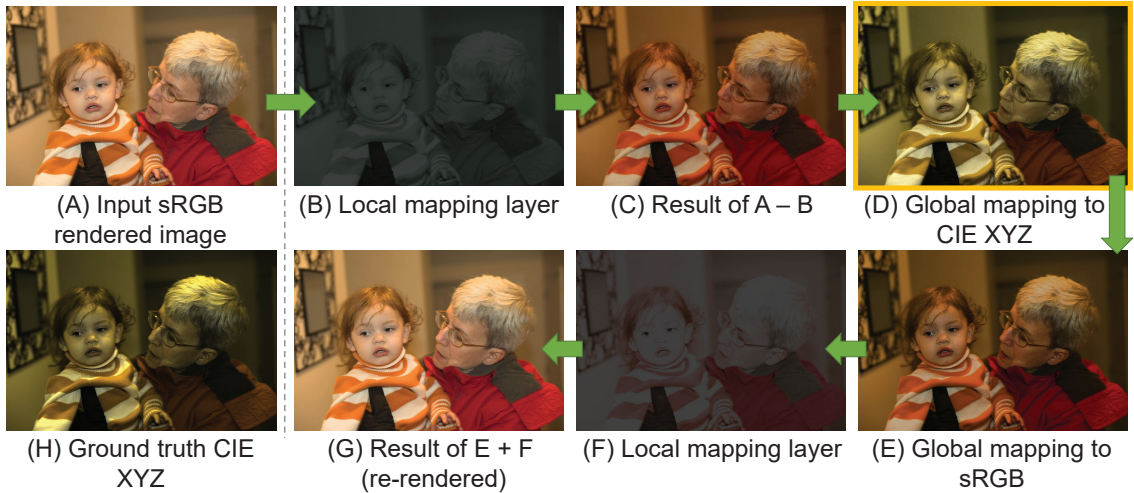 (A) Input sRGB
rendered image
(B) Local mapping layer
(C) Result of A – B
(D) Global mapping to
CIE XYZ
(H) Ground truth CIE
XYZ
(G) Result of E + F
(re-rendered)
(F) Local mapping layer
(E) Global mapping to
sRGB